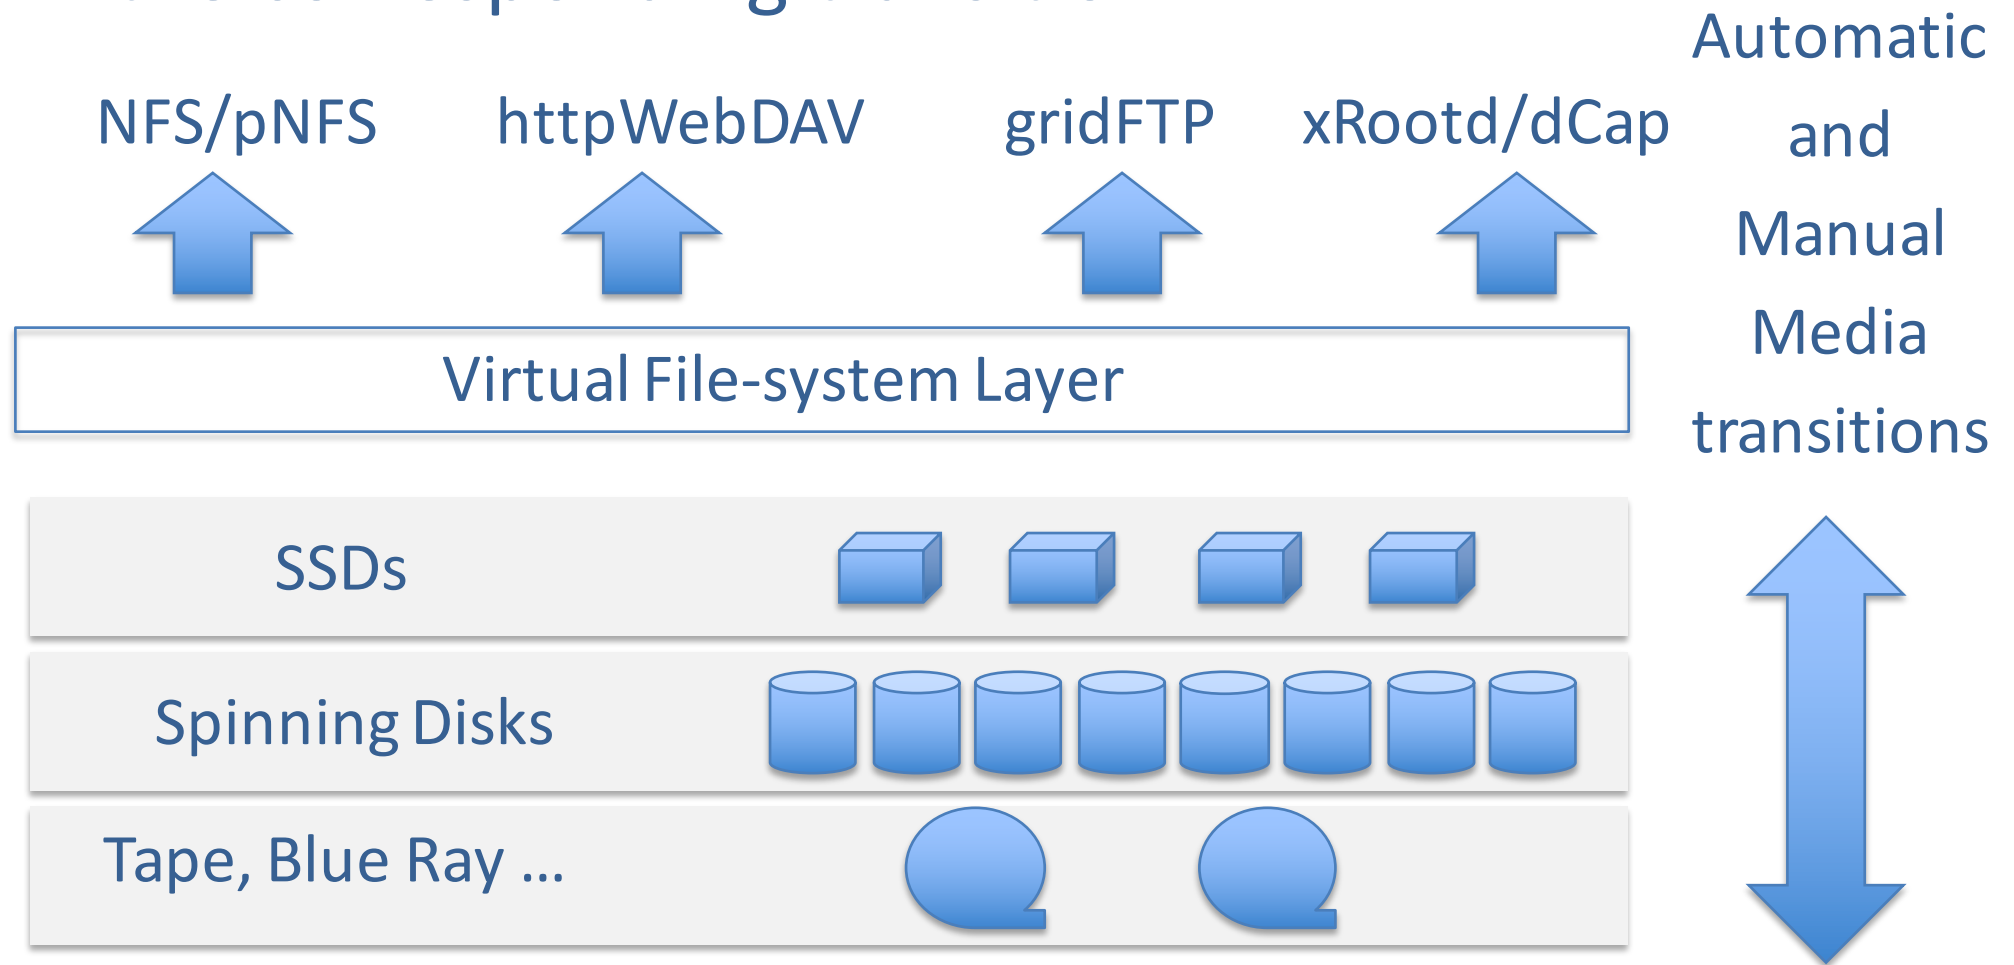 NFS/pNFS httpWebDAV gridFTP xRootd/dCap
Automatic
and
Manual
Media
transitions
Virtual File-system Layer
SSDs
Spinning Disks
Tape, Blue Ray ...